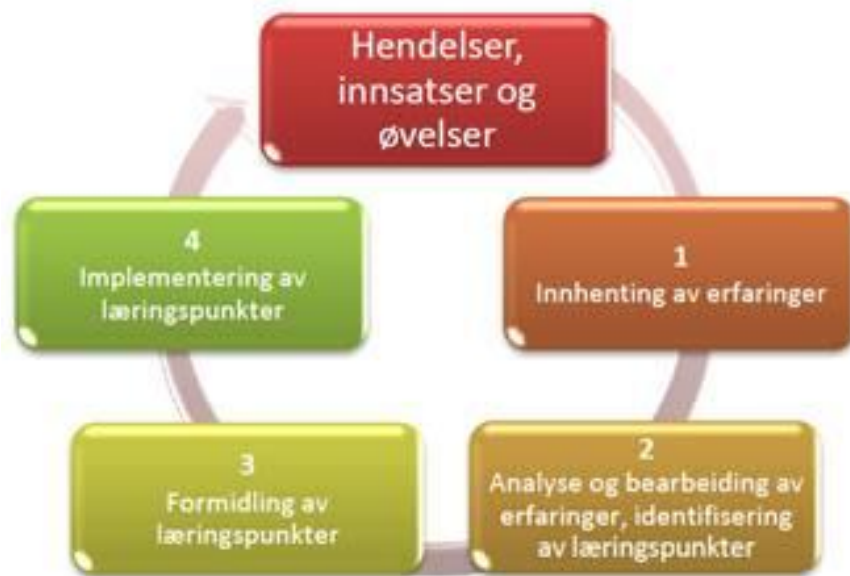 Hendelser,
innsatser og
øvelser
1
Innhenting av erfaringer
2
Analyse og bearbeiding av
erfaringer, identifisering
av læringspunkter
3
Formidling av
læringspunkter
4
Implementering av
læringspunkter